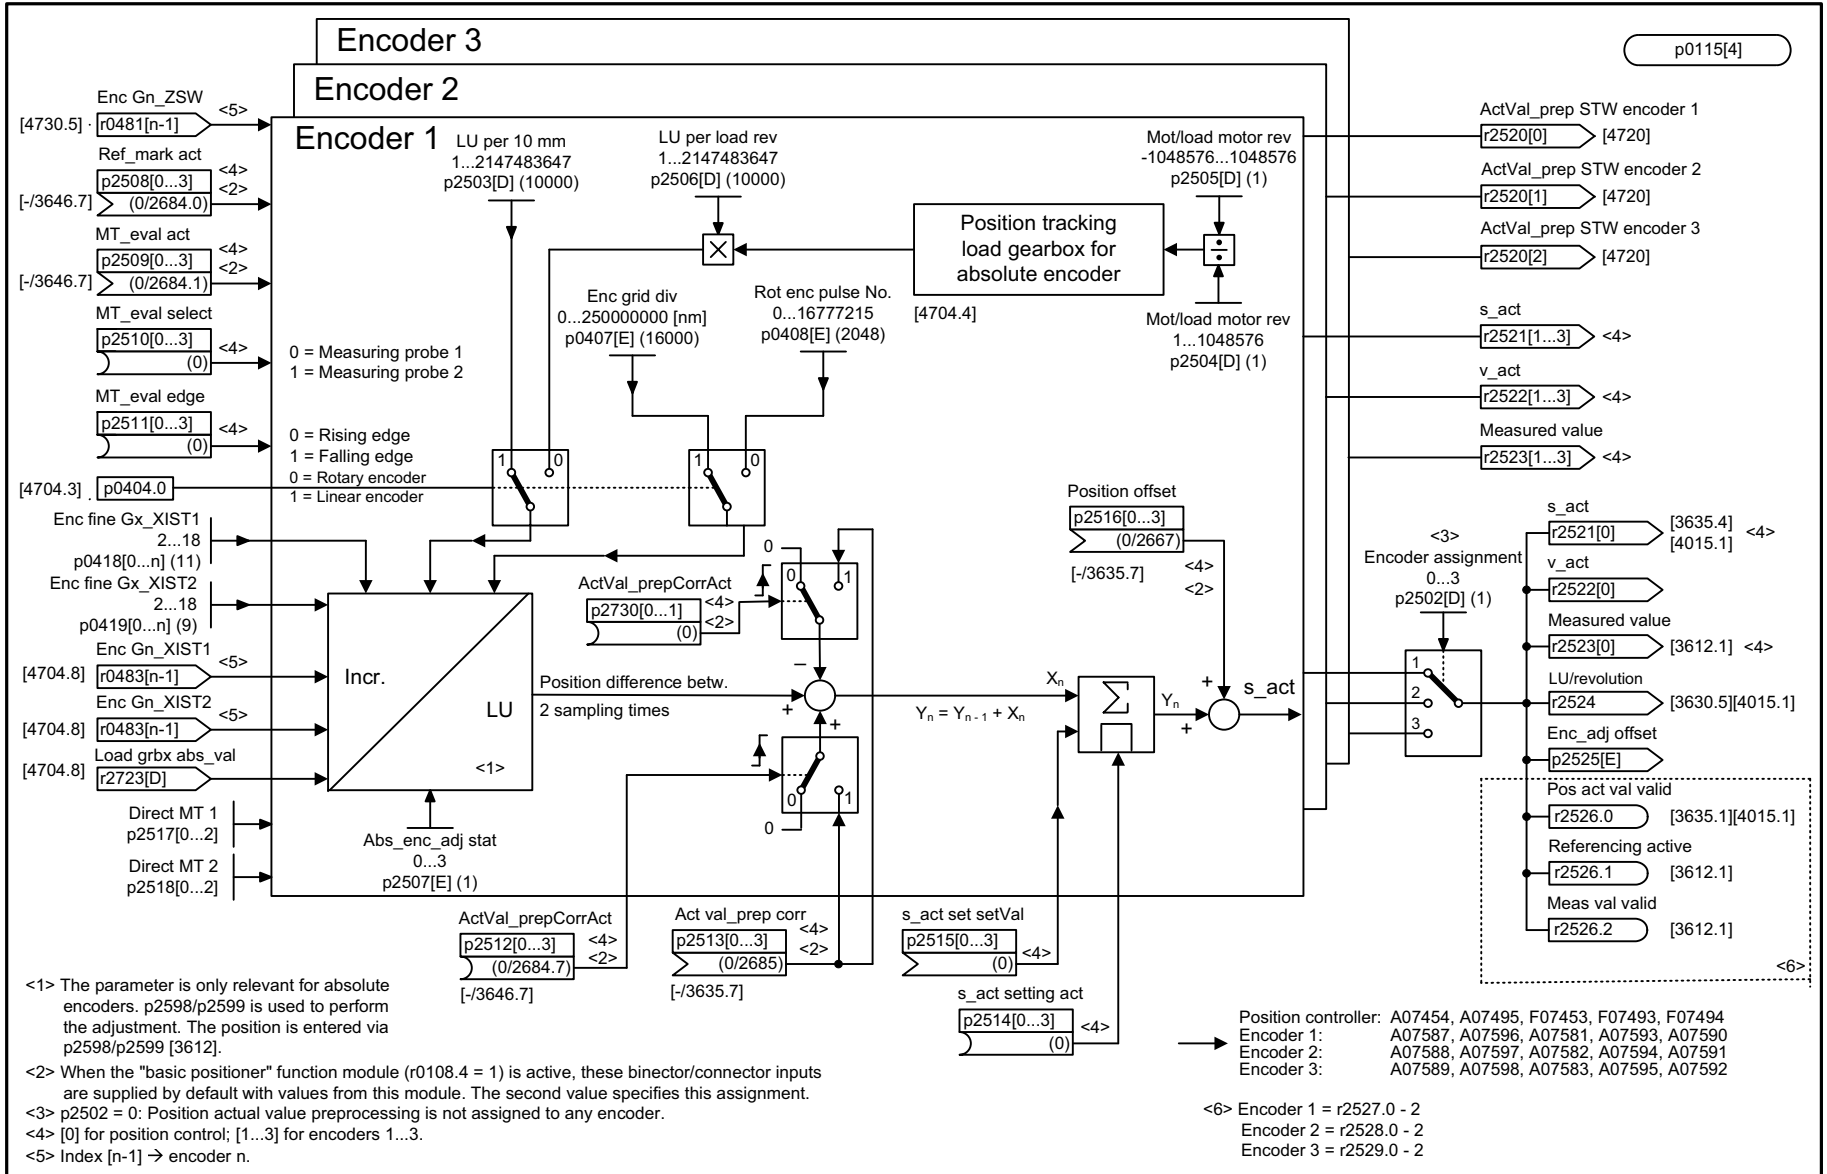 Encoder 3
p0115[4]
Encoder 2
Encoder 1
Enc Gn_ZSW
<5>
[4730.5]
r0481[n-1]
Ref_mark act
<4>
p2508[0...3]
<2>
[-/3646.7]
(0/2684.0)
MT_eval act
<4>
p2509[0...3]
<2>
[-/3646.7]
(0/2684.1)
MT_eval select
p2510[0...3]
<4>
(0)
0 = Measuring probe 1
1 = Measuring probe 2
MT_eval edge
p2511[0...3]
<4>
(0)
0 = Rising edge
1 = Falling edge
[4704.3]
p0404.0
0 = Rotary encoder
1 = Linear encoder
LU per 10 mm
1...2147483647
p2503[D] (10000)
LU per load rev
1...2147483647
p2506[D] (10000)
Mot/load motor rev
-1048576...1048576
p2505[D] (1)
Position tracking
load gearbox for
absolute encoder
[4704.4]
×
÷
Mot/load motor rev
1...1048576
p2504[D] (1)
Enc grid div
0...250000000 [nm]
p0407[E] (16000)
Rot enc pulse No.
0...16777215
p0408[E] (2048)
1
0
1
0
Enc fine Gx_XIST1
2...18
p0418[0...n] (11)
Enc fine Gx_XIST2
2...18
p0419[0...n] (9)
Enc Gn_XIST1
<5>
[4704.8]
r0483[n-1]
Enc Gn_XIST2
<5>
[4704.8]
r0483[n-1]
Load grbx abs_val
[4704.8]
r2723[D]
Direct MT 1
p2517[0...2]
Direct MT 2
p2518[0...2]
Incr.
LU
<1>
Abs_enc_adj stat
0...3
p2507[E] (1)
ActVal_prepCorrAct
p2730[0...1]
<4>
(0)
<2>
0
0
1
−
Position difference betw.
2 sampling times
+
+
0
1
0
Xn
Yn = Yn - 1 + Xn
Σ
Yn
+
+
s_act
Position offset
p2516[0...3]
(0/2667)
[-/3635.7]
<4>
<2>
ActVal_prep STW encoder 1
r2520[0]
[4720]
ActVal_prep STW encoder 2
r2520[1]
[4720]
ActVal_prep STW encoder 3
r2520[2]
[4720]
s_act
r2521[1...3]
<4>
v_act
r2522[1...3]
<4>
Measured value
r2523[1...3]
<4>
<3>
Encoder assignment
0...3
p2502[D] (1)
1
2
3
s_act
r2521[0]
[3635.4]
[4015.1]
<4>
v_act
r2522[0]
Measured value
r2523[0]
[3612.1] <4>
LU/revolution
r2524
[3630.5][4015.1]
Enc_adj offset
p2525[E]
Pos act val valid
r2526.0
[3635.1][4015.1]
Referencing active
r2526.1
[3612.1]
Meas val valid
r2526.2
[3612.1]
<6>
ActVal_prepCorrAct
p2512[0...3]
<4>
(0/2684.7)
<2>
[-/3646.7]
Act val_prep corr
<4>
p2513[0...3]
<2>
(0/2685)
[-/3635.7]
s_act set setVal
p2515[0...3]
<4>
(0)
s_act setting act
p2514[0...3]
<4>
(0)
<1> The parameter is only relevant for absolute
encoders. p2598/p2599 is used to perform
the adjustment. The position is entered via
p2598/p2599 [3612].
<2> When the "basic positioner" function module (r0108.4 = 1) is active, these binector/connector inputs
are supplied by default with values from this module. The second value specifies this assignment.
<3> p2502 = 0: Position actual value preprocessing is not assigned to any encoder.
<4> [0] for position control; [1...3] for encoders 1...3.
<5> Index [n-1] → encoder n.
Position controller: A07454, A07495, F07453, F07493, F07494
Encoder 1: A07587, A07596, A07581, A07593, A07590
Encoder 2: A07588, A07597, A07582, A07594, A07591
Encoder 3: A07589, A07598, A07583, A07595, A07592
<6> Encoder 1 = r2527.0 - 2
Encoder 2 = r2528.0 - 2
Encoder 3 = r2529.0 - 2